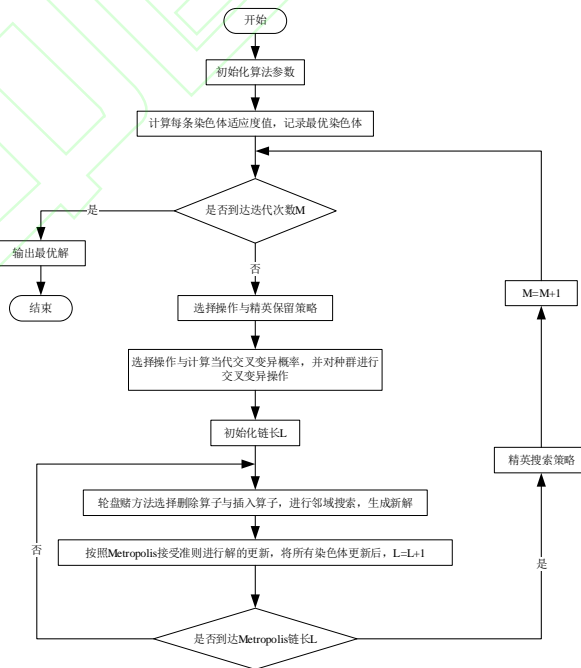 开始
初始化算法参数
计算每条染色体适应度值，记录最优染色体
是否到达迭代次数M
是
输出最优解
结束
否
选择操作与精英保留策略
M=M+1
选择操作与计算当代交叉变异概率，并对种群进行
交叉变异操作
初始化链长L
精英搜索策略
轮盘赌方法选择删除算子与插入算子，进行邻域搜索，生成新解
否
按照Metropolis接受准则进行解的更新，将所有染色体更新后，L=L+1
是
是否到达Metropolis链长L